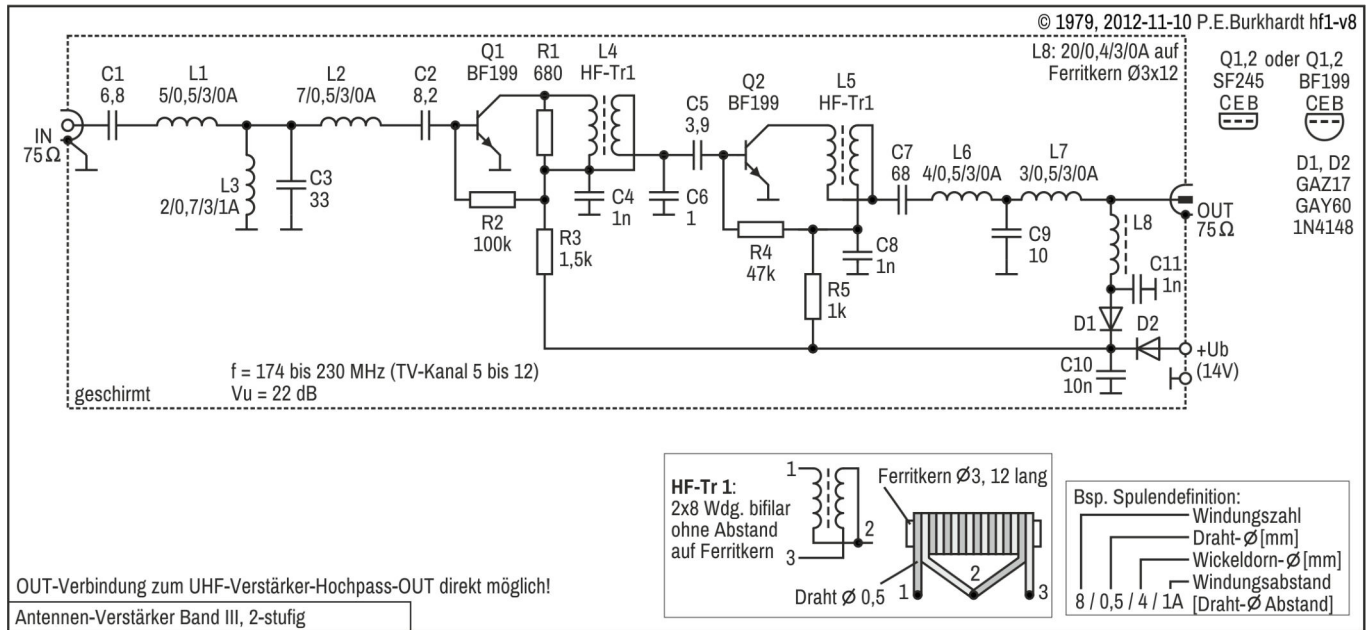 © 1979, 2012-11-10 P.E.Burkhardt hf1-v8
L8: 20/0,4/3/0A auf
Ferritkern Ø3x12
Q1,2 oder Q1,2
SF245 BF199
CEB CEB
D1, D2
GAZ17
GAY60
1N4148
IN
75Ω
C1
6,8
L1
5/0,5/3/0A
L3
2/0,7/3/1A
C3
33
L2
7/0,5/3/0A
C2
8,2
Q1
BF199
R1
680
L4
HF-Tr1
R2
100k
R3
1,5k
C4
1n
C6
1
C5
3,9
Q2
BF199
L5
HF-Tr1
R4
47k
R5
1k
C8
1n
C7
68
L6
4/0,5/3/0A
L7
3/0,5/3/0A
C9
10
L8
C11
1n
D1
D2
C10
10n
OUT
75Ω
+Ub
(14V)
geschirmt
f = 174 bis 230 MHz (TV-Kanal 5 bis 12)
Vu = 22 dB
HF-Tr 1:
2x8 Wdg. bifilar
ohne Abstand
auf Ferritkern
1
2
3
Ferritkern Ø3, 12 lang
Draht Ø 0,5
1
2
3
Bsp. Spulendefinition:
Windungszahl
Draht-Ø [mm]
Wickeldorn-Ø [mm]
Windungsabstand
8 / 0,5 / 4 / 1A [Draht-Ø Abstand]
OUT-Verbindung zum UHF-Verstärker-Hochpass-OUT direkt möglich!
Antennen-Verstärker Band III, 2-stufig